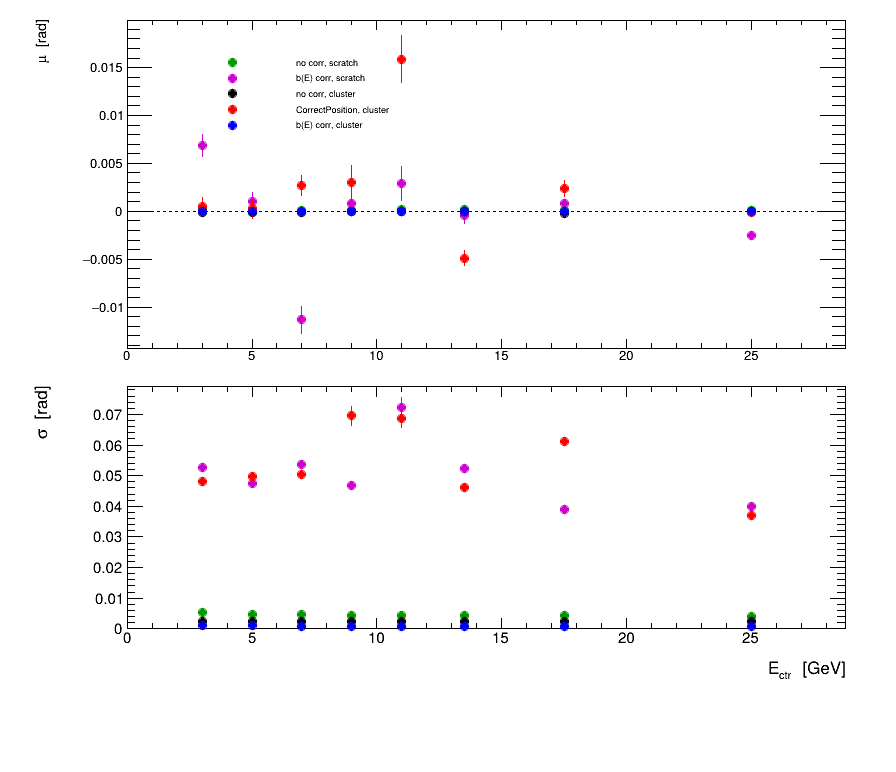 μ [rad]
0.015
0.01
0.005
0
−0.005
−0.01
no corr, scratch
b(E) corr, scratch
no corr, cluster
CorrectPosition, cluster
b(E) corr, cluster
0 5 10 15 20 25
σ [rad]
0.07
0.06
0.05
0.04
0.03
0.02
0.01
0
0 5 10 15 20 25
E_ctr [GeV]